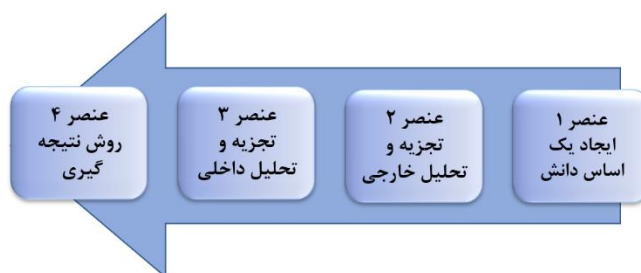 عنصر ۱
ایجاد یک
اساس دانش
عنصر ۲
تجزیه و
تحلیل خارجی
عنصر ۳
تجزیه و
تحلیل داخلی
عنصر ۴
روش نتیجه
گیری